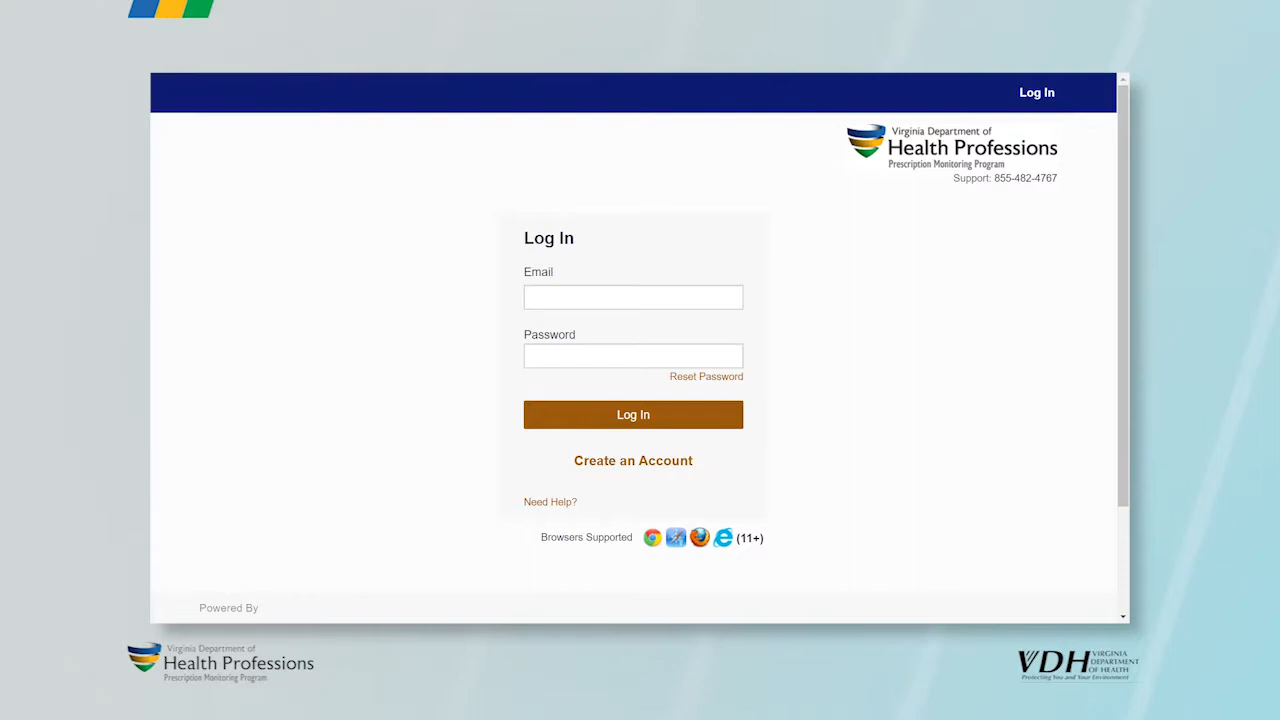 Log In
Virginia Department of
Health Professions
Prescription Monitoring Program
Support: 855-482-4767
Log In
Email
Password
Reset Password
Log In
Create an Account
Need Help?
Browsers Supported (11+)
Powered By
Virginia Department of
Health Professions
Prescription Monitoring Program
VDH VIRGINIA
DEPARTMENT
OF HEALTH
Protecting You and Your Environment